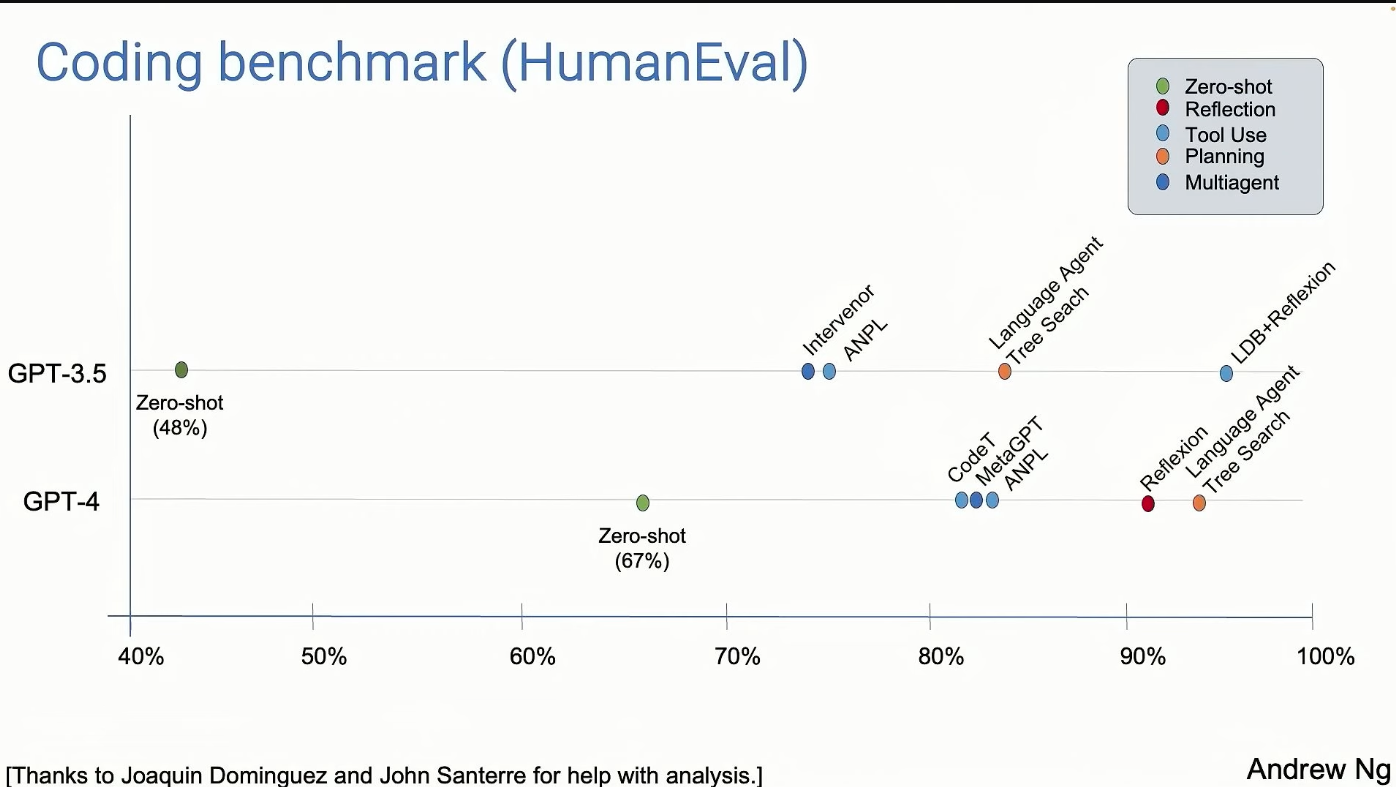 Coding benchmark (HumanEval)
Zero-shot
Reflection
Tool Use
Planning
Multiagent
GPT-3.5
Zero-shot
(48%)
Intervenor
ANPL
Language Agent
Tree Seach
LDB+Reflexion
GPT-4
Zero-shot
(67%)
CodeT
MetaGPT
ANPL
Reflexion
Language Agent
Tree Search
40%
50%
60%
70%
80%
90%
100%
[Thanks to Joaquin Dominguez and John Santerre for help with analysis.]
Andrew Ng